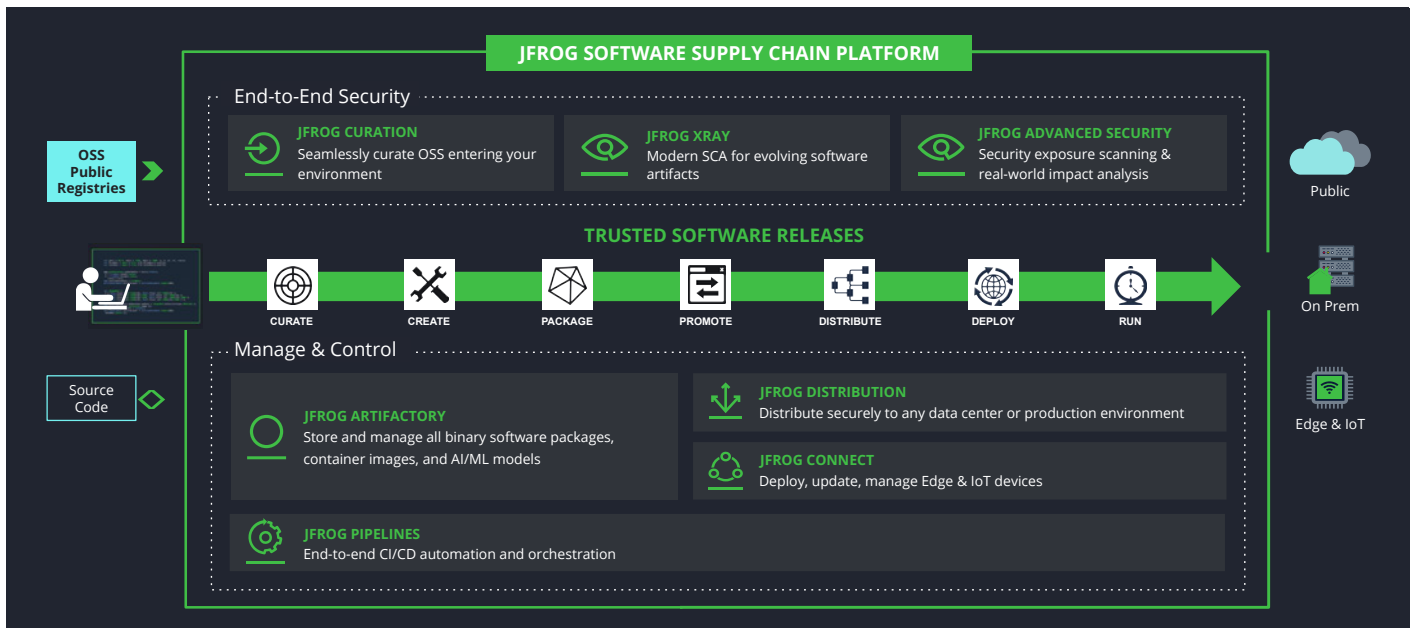 JFROG SOFTWARE SUPPLY CHAIN PLATFORM
End-to-End Security
JFROG CURATION
Seamlessly curate OSS entering your
environment
JFROG XRAY
Modern SCA for evolving software
artifacts
JFROG ADVANCED SECURITY
Security exposure scanning &
real-world impact analysis
OSS
Public
Registries
Public
TRUSTED SOFTWARE RELEASES
CURATE
CREATE
PACKAGE
PROMOTE
DISTRIBUTE
DEPLOY
RUN
On Prem
Manage & Control
Source
Code
JFROG ARTIFACTORY
Store and manage all binary software packages,
container images, and AI/ML models
JFROG DISTRIBUTION
Distribute securely to any data center or production environment
JFROG CONNECT
Deploy, update, manage Edge & IoT devices
Edge & IoT
JFROG PIPELINES
End-to-end CI/CD automation and orchestration